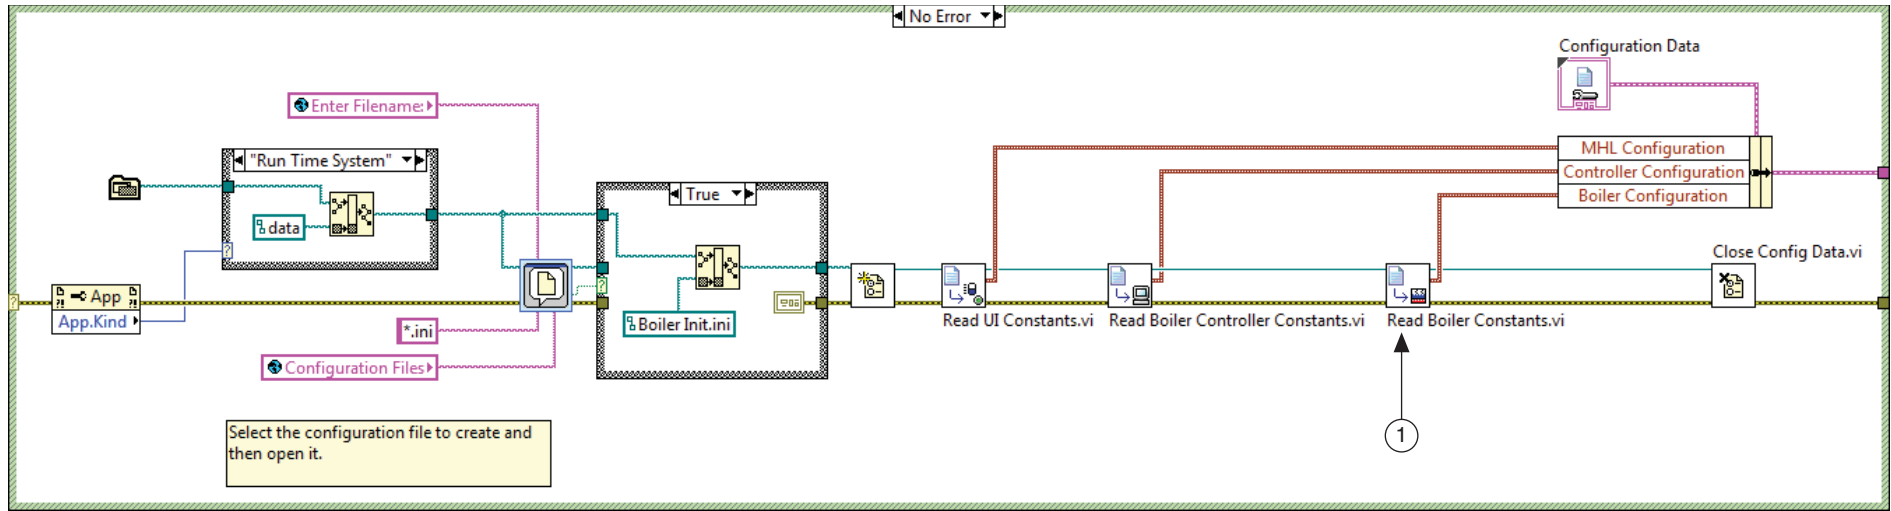 No Error
Configuration Data
Enter Filename:
"Run Time System"
MHL Configuration
Controller Configuration
Boiler Configuration
True
data
?
Close Config Data.vi
?
?
App
App.Kind
*.ini
Boiler Init.ini
Read UI Constants.vi
Read Boiler Controller Constants.vi
Read Boiler Constants.vi
Configuration Files
1
Select the configuration file to create and
then open it.